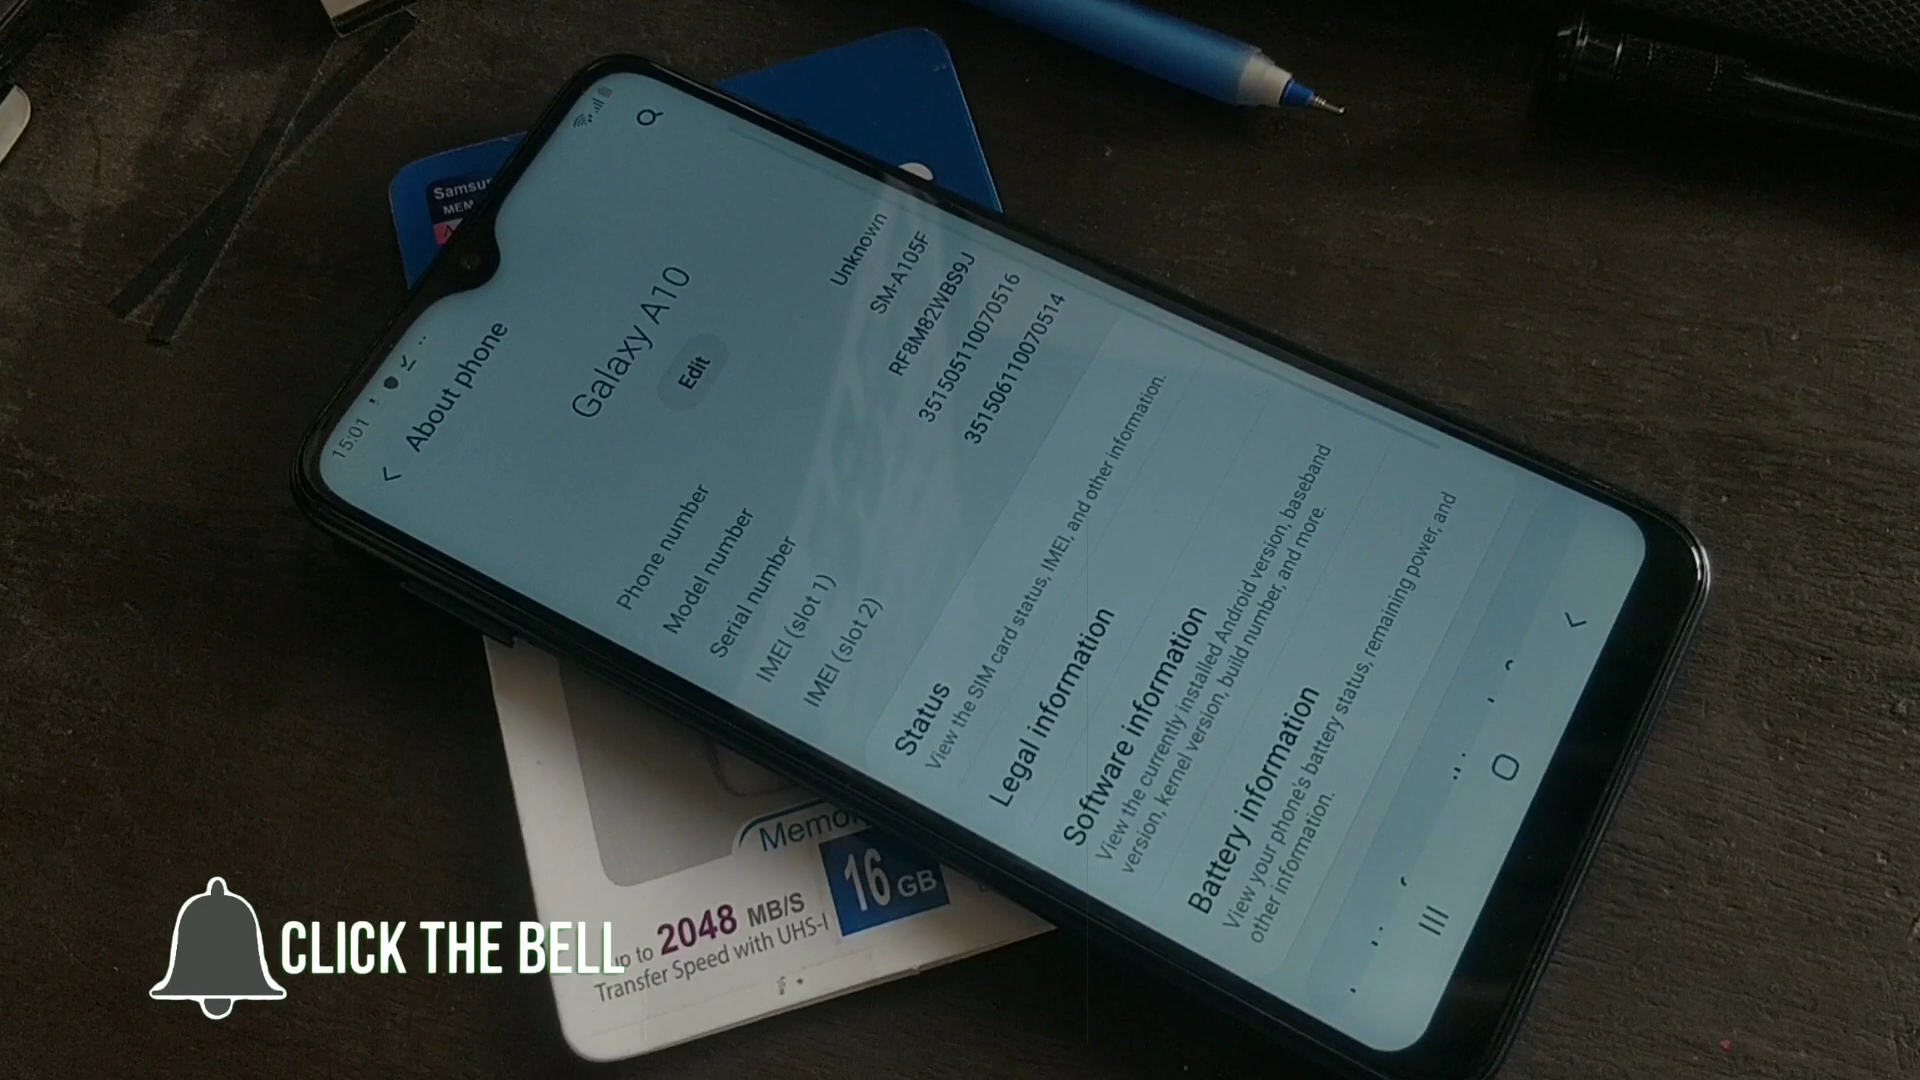 15:01
About phone
Galaxy A10
Edit
Phone number Unknown
Model number SM-A105F
Serial number RF8M82WBS9J
IMEI (slot 1) 351505110070516
IMEI (slot 2) 351506110070514
Status
View the SIM card status, IMEI, and other information.
Legal information
Software information
View the currently installed Android version, baseband
version, kernel version, build number, and more.
Battery information
View your phone's battery status, remaining power, and
other information.
Samsu
MEM
Memor
16 GB
up to 2048 MB/S
Transfer Speed with UHS-I
CLICK THE BELL